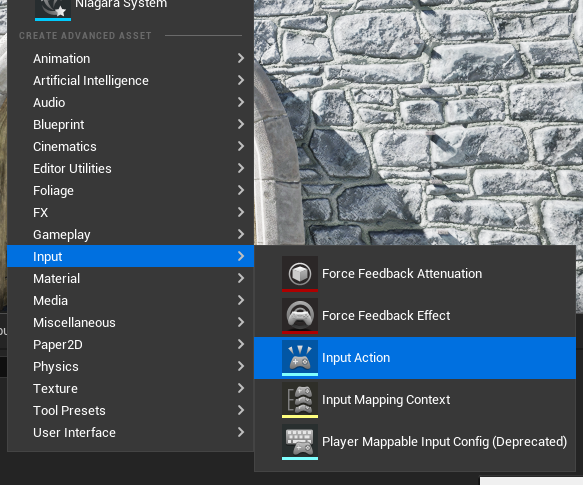 Niagara System
CREATE ADVANCED ASSET
Animation
Artificial Intelligence
Audio
Blueprint
Cinematics
Editor Utilities
Foliage
FX
Gameplay
Input
Material
Media
Miscellaneous
Paper2D
Physics
Texture
Tool Presets
User Interface
Force Feedback Attenuation
Force Feedback Effect
Input Action
Input Mapping Context
Player Mappable Input Config (Deprecated)